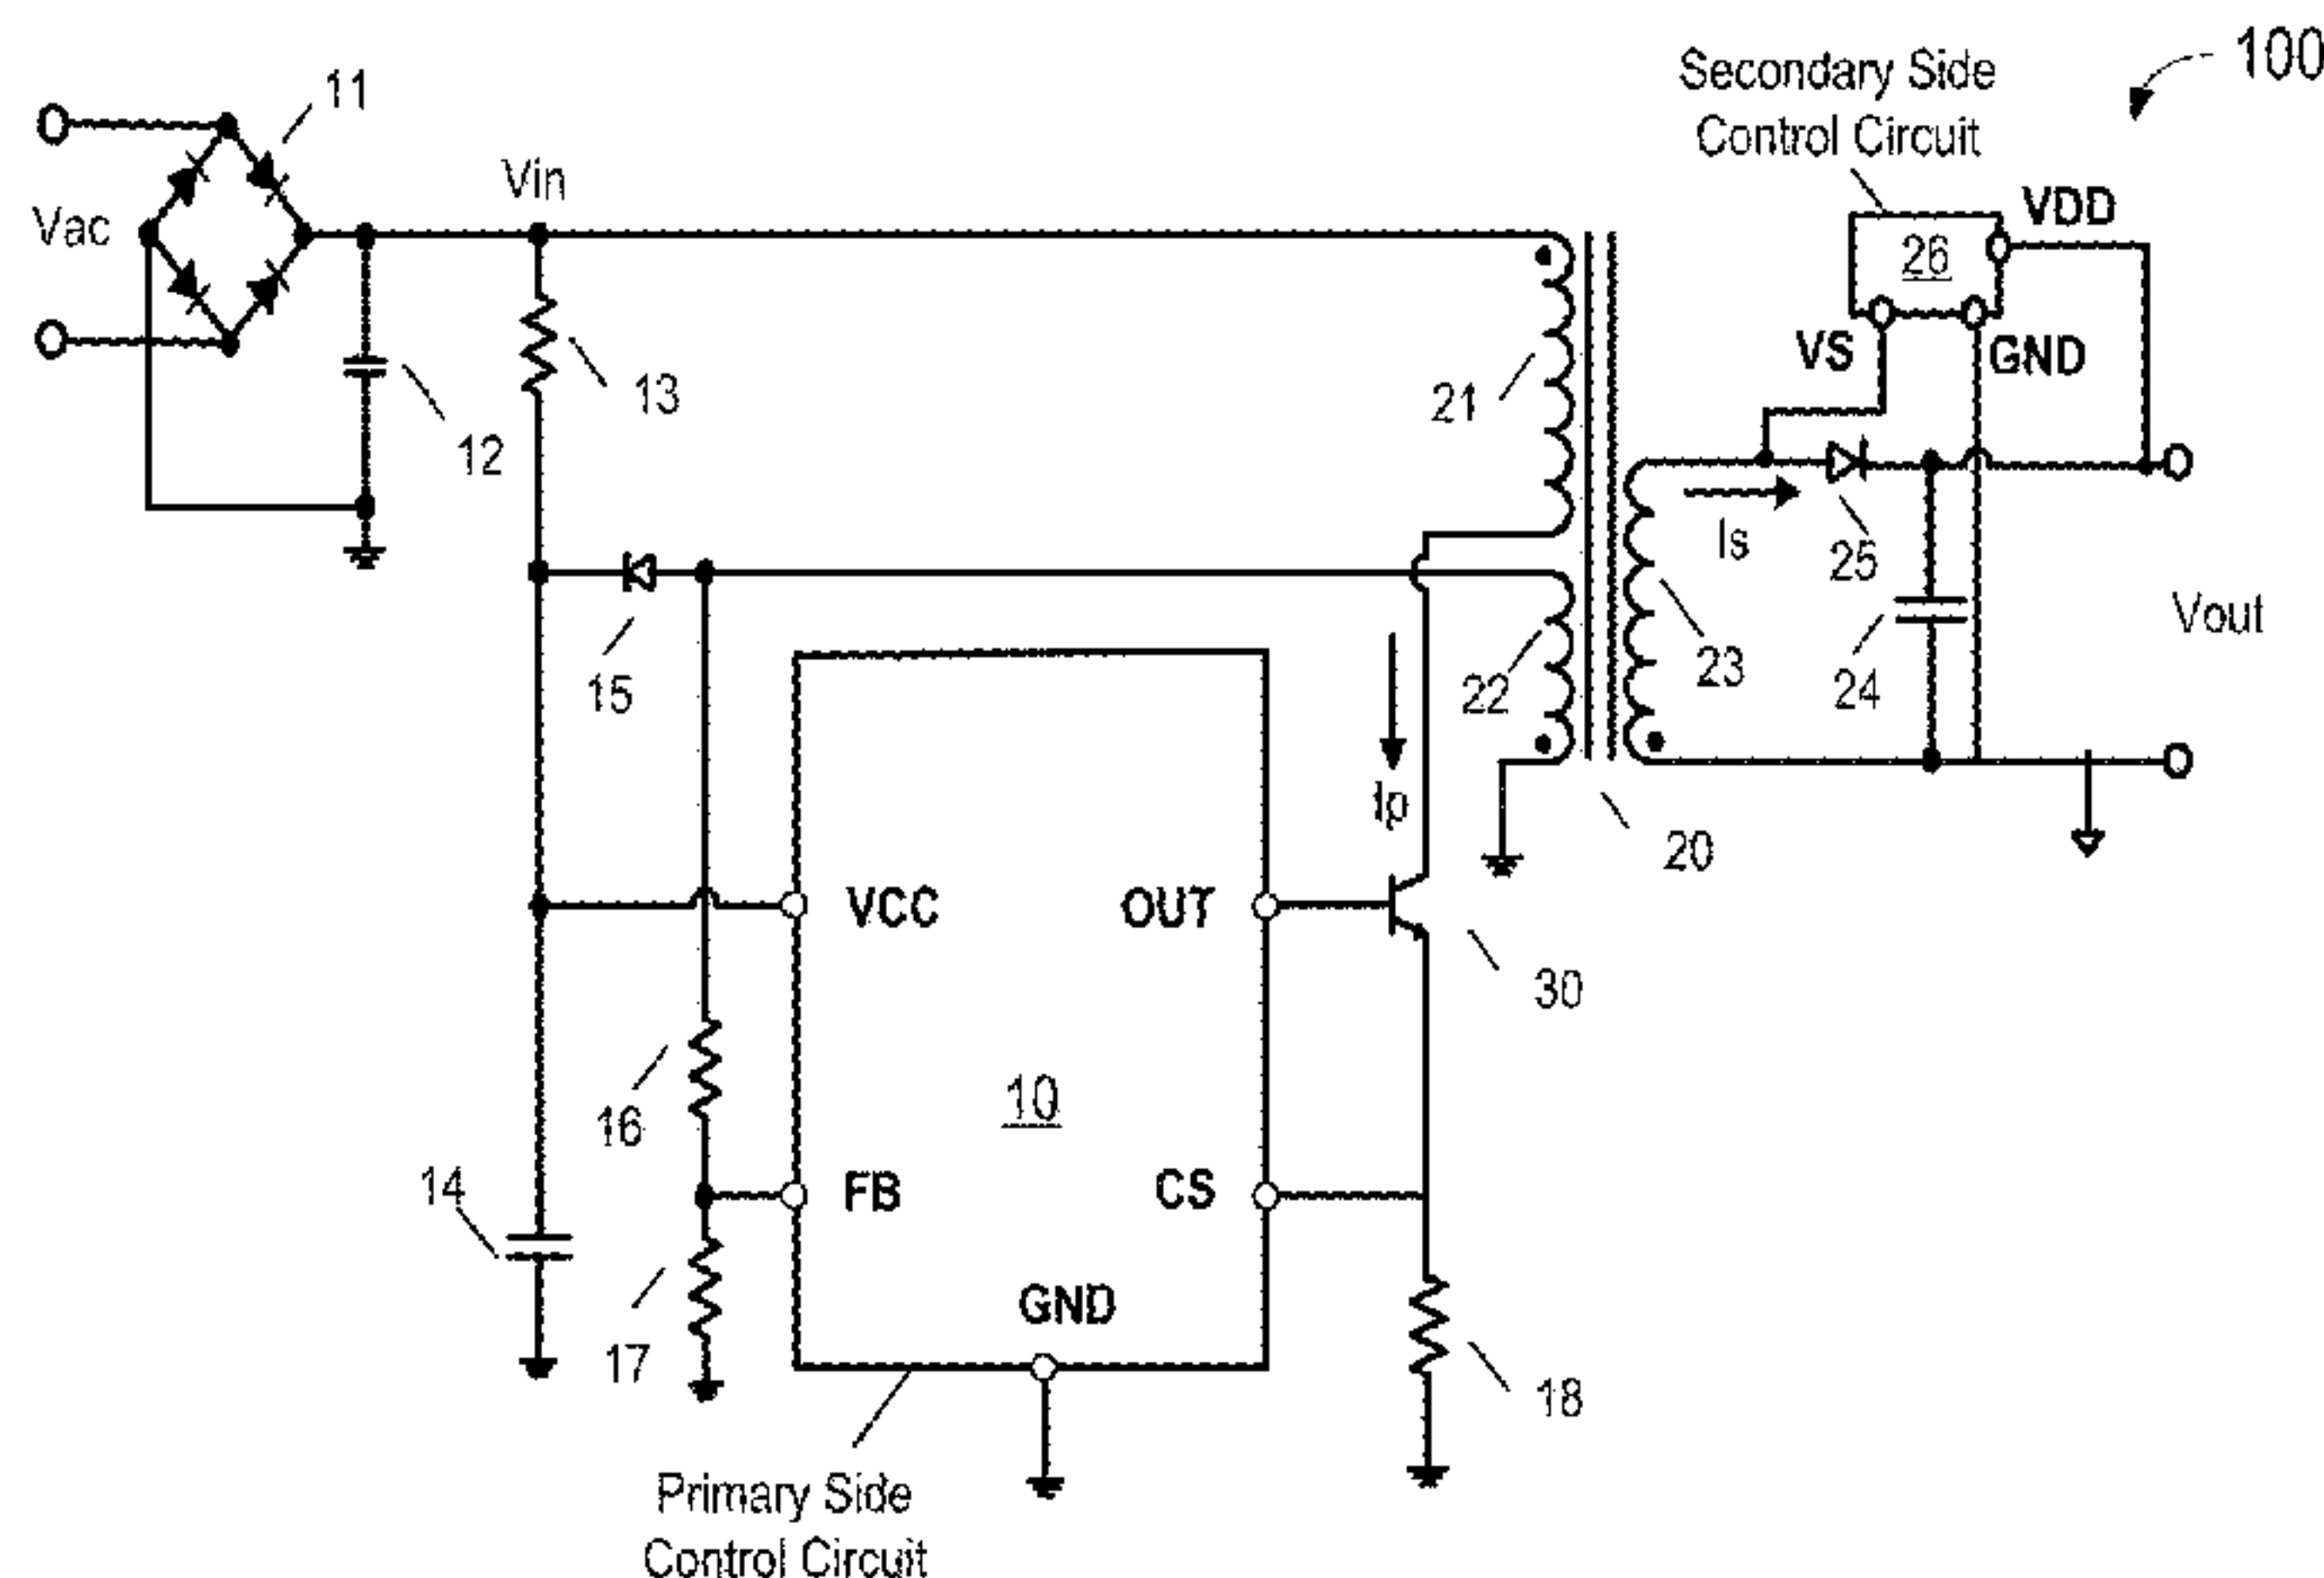 100
Secondary Side
Control Circuit
11
Vin
Vac
VDD
26
VS
GND
13
21
12
Is
25
Vout
15
22
23
24
Ip
20
VCC
OUT
30
16
10
14
FB
CS
GND
17
18
Primary Side
Control Circuit